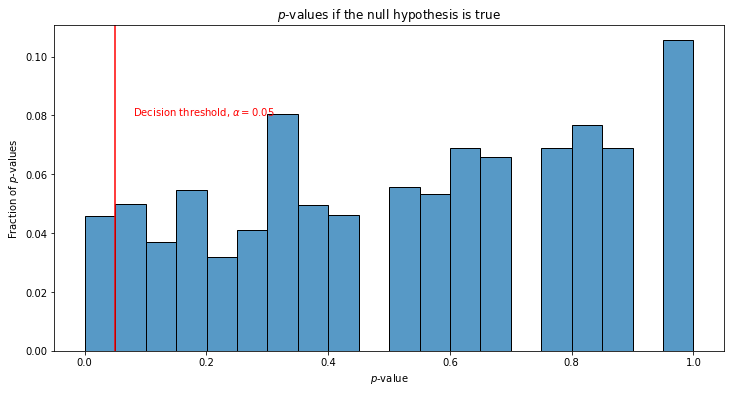 p-values if the null hypothesis is true
Decision threshold, α = 0.05
Fraction of p-values
0.10
0.08
0.06
0.04
0.02
0.00
0.0 0.2 0.4 0.6 0.8 1.0
p-value